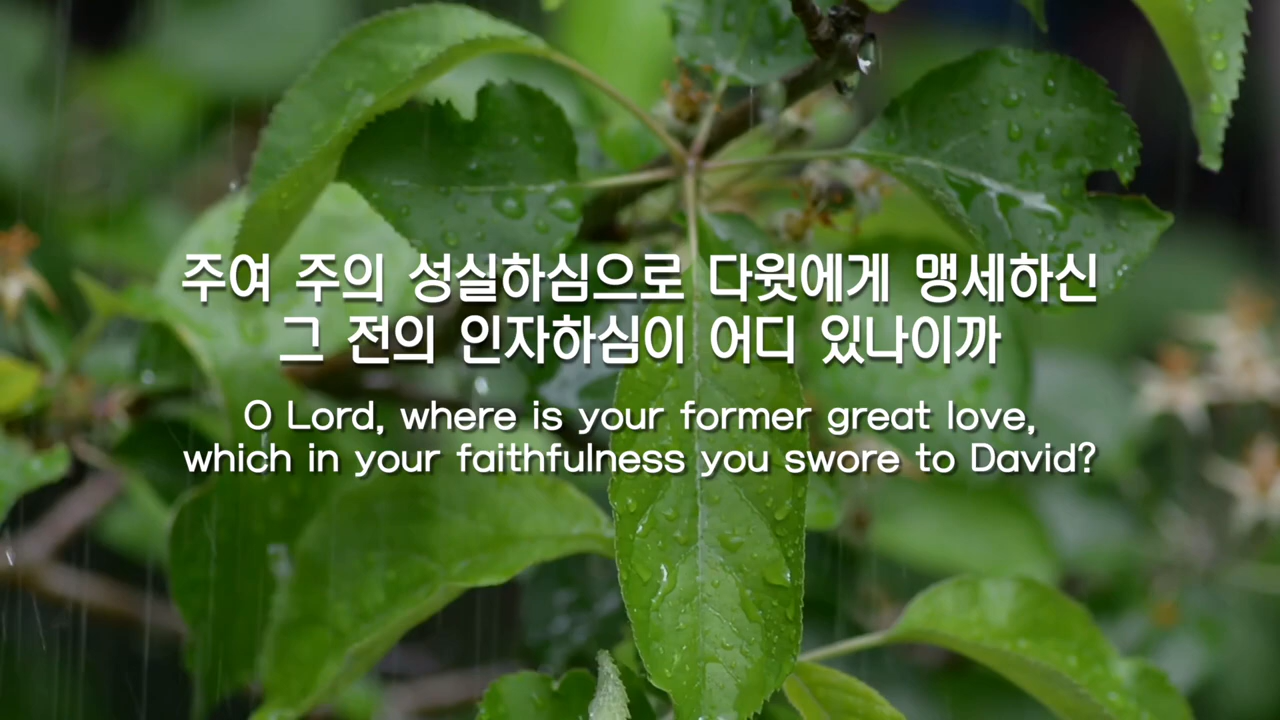 주여 주의 성실하심으로 다윗에게 맹세하신
그 전의 인자하심이 어디 있나이까
O Lord, where is your former great love,
which in your faithfulness you swore to David?